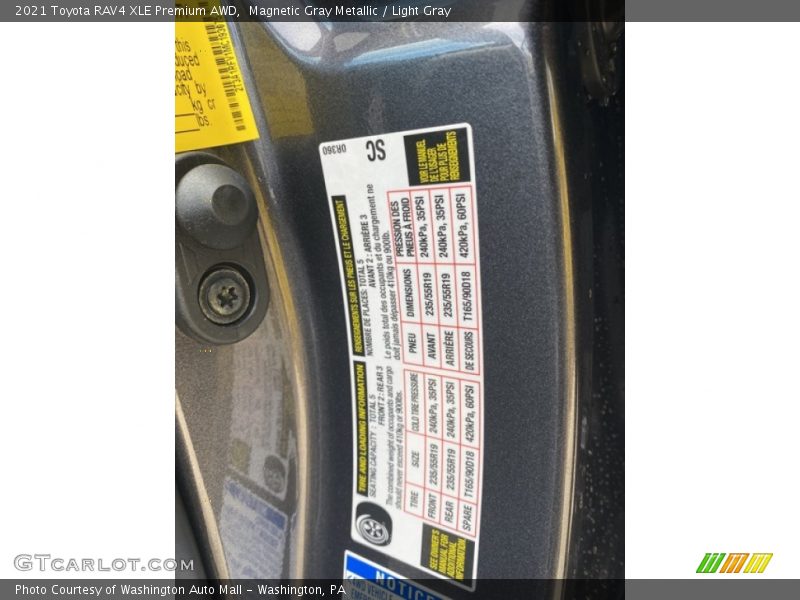 2021 Toyota RAV4 XLE Premium AWD,  Magnetic Gray Metallic / Light Gray
this
kg or
lbs.
TIRE AND LOADING INFORMATION
SEATING CAPACITY : TOTAL 5
FRONT 2 : REAR 3
The combined weight of occupants and cargo
should never exceed 410kg or 900lbs.
TIRE SIZE COLD TIRE PRESSURE
FRONT 235/55R19 240kPa, 35PSI
REAR 235/55R19 240kPa, 35PSI
SPARE T165/90D18 420kPa, 60PSI
SEE OWNER'S
MANUAL FOR
ADDITIONAL
INFORMATION
RENSEIGNEMENTS SUR LES PNEUS ET LE CHARGEMENT
NOMBRE DE PLACES: TOTAL 5
AVANT 2 : ARRIÈRE 3
Le poids total des occupants et du chargement ne
doit jamais dépasser 410kg ou 900lb.
PNEU DIMENSIONS PRESSION DES
PNEUS À FROID
AVANT 235/55R19 240kPa, 35PSI
ARRIÈRE 235/55R19 240kPa, 35PSI
DE SECOURS T165/90D18 420kPa, 60PSI
VOIR LE MANUEL
DE L'USAGER
POUR PLUS DE
RENSEIGNEMENTS
SC
0R360
NOTICE
GTCarLot.com
Photo Courtesy of Washington Auto Mall - Washington, PA